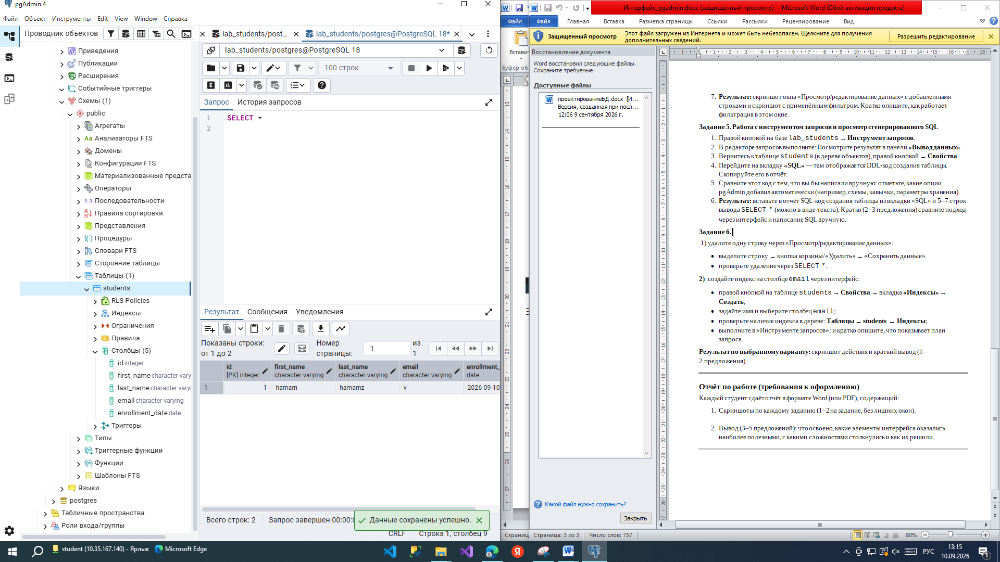 pgAdmin 4
Файл Объект Инструменты Edit View Window Справка
Проводник объектов
Приведения
Публикации
Расширения
Событийные триггеры
Схемы (1)
public
Агрегаты
Анализаторы FTS
Домены
Конфигурации FTS
Материализованные предста
Операторы
Последовательности
Правила сортировки
Представления
Процедуры
Словари FTS
Сторонние таблицы
Таблицы (1)
students
RLS Policies
Индексы
Ограничения
Правила
Столбцы (5)
id integer
first_name character vary
last_name character varyi
email character varying
enrollment_date date
Триггеры
Типы
Триггерные функции
Функции
Шаблоны FTS
Языки
postgres
Табличные пространства
Роли входа/группы
lab_students/post...
lab_students/postgres@PostgreSQL 18*
lab_students/postgres@PostgreSQL 18
100 строк
Запрос История запросов
1 SELECT *
2
Результат Сообщения Уведомления
Показаны строки: от 1 до 2
Номер страницы: 1 из 1
id [PK] integer
first_name character varying
last_name character varying
email character varying
enrollment_ date
1 1 hamam hamamz v 2026-09-10
Всего строк: 2 Запрос завершен 00:00:0
Данные сохранены успешно.
CRLF Строка 1, столбец 9
Файл
Вставит
Буфер об
Страниц
Интерфейс_pgadmin.docx (защищенный просмотр) - Microsoft Word (Сбой активации продукта)
Файл Главная Вставка Разметка страницы Ссылки Рассылки Рецензирование Вид
Защищенный просмотр Этот файл загружен из Интернета и может быть небезопасен. Щелкните для получения дополнительных сведений. Разрешить редактирование
Восстановление документа
Word восстановил следующие файлы.
Сохраните требуемые.
Доступные файлы
проектированиеБД.docx [И...
Версия, созданная при посл...
12:06 9 сентября 2026 г.
Какой файл нужно сохранить?
Закрыть
7. Результат: скриншот окна «Просмотр/редактирование данных» с добавленными
строками и скриншот с применённым фильтром. Кратко опишите, как работает
фильтрация в этом окне.
Задание 5. Работа с инструментом запросов и просмотр сгенерированного SQL
1. Правой кнопкой на базе lab_students → Инструмент запросов.
2. В редакторе запросов выполните: Посмотрите результат в панели «Вывод данных».
3. Вернитесь к таблице students (в дереве объектов), правой кнопкой → Свойства.
4. Перейдите на вкладку «SQL» — там отображается DDL-код создания таблицы.
Скопируйте его в отчёт.
5. Сравните этот код с тем, что вы бы написали вручную: отметьте, какие опции
pgAdmin добавил автоматически (например, схемы, кавычки, параметры хранения).
6. Результат: вставьте в отчёт SQL-код создания таблицы из вкладки «SQL» и 5–7 строк
вывода SELECT * (можно в виде текста). Кратко (2–3 предложения) сравните подход
через интерфейс и написание SQL вручную.
Задание 6.
1) удалите одну строку через «Просмотр/редактирование данных»:
• выделите строку → кнопка корзины/«Удалить» → «Сохранить данные».
• проверьте удаление через SELECT *.
2) создайте индекс на столбце email через интерфейс:
• правой кнопкой на таблице students → Свойства → вкладка «Индексы» →
Создать;
• задайте имя и выберите столбец email;
• проверьте наличие индекса в дереве: Таблицы → students → Индексы;
• выполните в «Инструменте запросов»: и кратко опишите, что показывает план
запроса.
Результат по выбранному варианту: скриншот действия и краткий вывод (1–
2 предложения).
Отчёт по работе (требования к оформлению)
Каждый студент сдаёт отчёт в формате Word (или PDF), содержащий:
1. Скриншоты по каждому заданию (1–2 на задание, без лишних окон).
2. Вывод (3–5 предложений): что освоено, какие элементы интерфейса оказались
наиболее полезными, с какими сложностями столкнулись и как их решили.
Страница: 3 из 3 Число слов: 757 80%
student (10.35.167.140) - Ярлык Microsoft Edge
РУС 13:15
10.09.2026